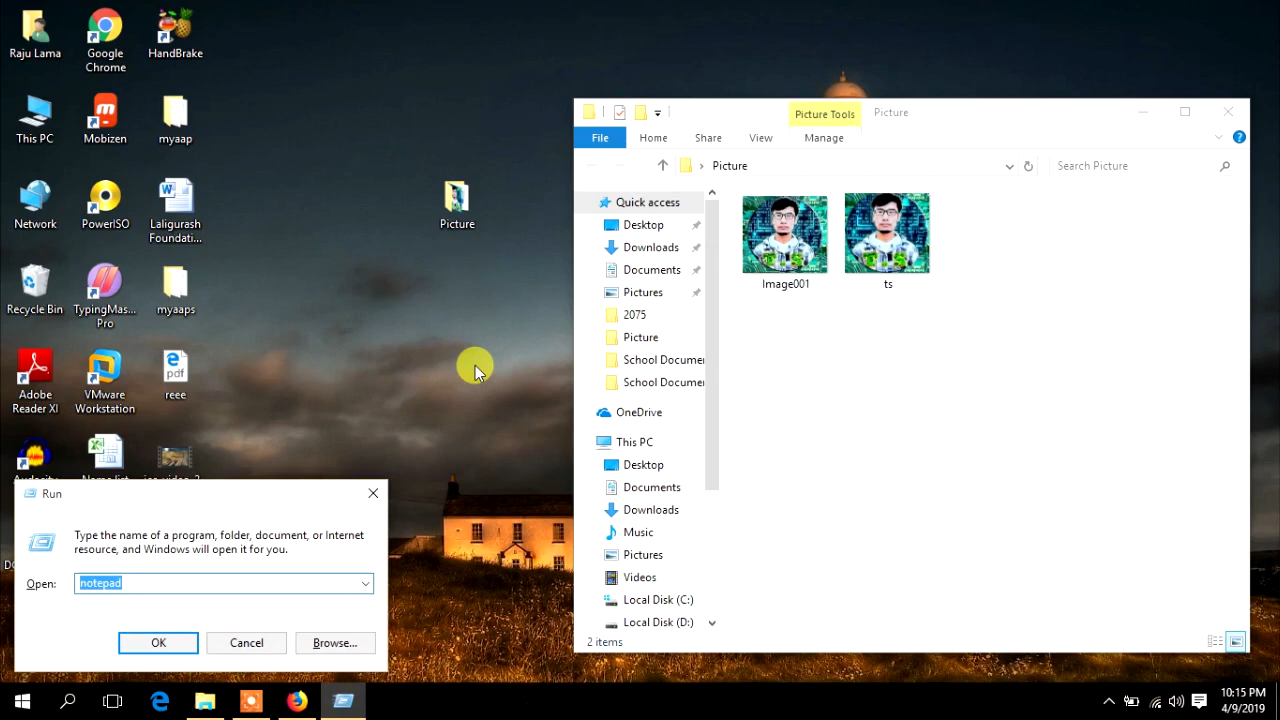 Raju Lama
Google
Chrome
HandBrake
This PC
Mobizen
myaap
Network
PowerISO
Laligurash
Foundati...
Recycle Bin
TypingMas...
Pro
myaaps
Adobe
Reader XI
VMware
Workstation
reee
Picture
Run
Type the name of a program, folder, document, or Internet
resource, and Windows will open it for you.
Open:
notepad
OK
Cancel
Browse...
Picture Tools
Picture
File
Home
Share
View
Manage
Picture
Search Picture
Quick access
Desktop
Downloads
Documents
Pictures
2075
Picture
School Documer
School Documer
OneDrive
This PC
Desktop
Documents
Downloads
Music
Pictures
Videos
Local Disk (C:)
Local Disk (D:)
Image001
ts
2 items
10:15 PM
4/9/2019